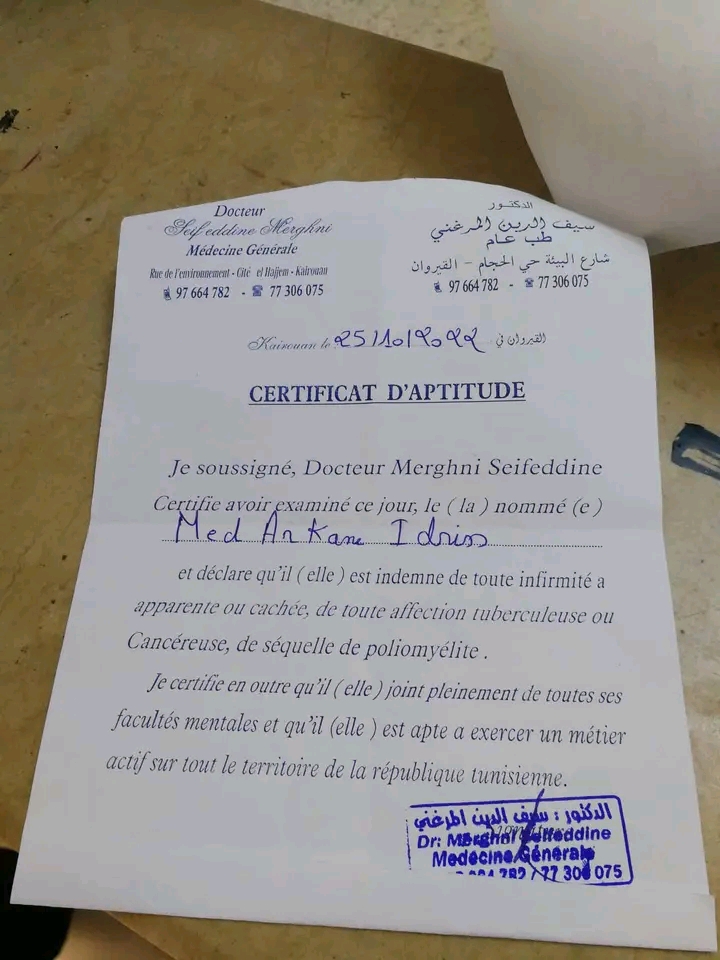 Docteur
Seifeddine Merghni
Médecine Générale
Rue de l'environnement - Cité el Hajjem - Kairouan
97 664 782 - 77 306 075
الدكتور
سيف الدين المرغني
طب عام
شارع البيئة حي الحجام - القيروان
97 664 782 - 77 306 075
Kairouan le 25/10/2022 القيروان في
CERTIFICAT D'APTITUDE
Je soussigné, Docteur Merghni Seifeddine
Certifie avoir examiné ce jour, le ( la ) nommé (e )
Med Arkane Idriss
et déclare qu'il ( elle ) est indemne de toute infirmité a
apparente ou cachée, de toute affection tuberculeuse ou
Cancéreuse, de séquelle de poliomyélite .
Je certifie en outre qu'il ( elle ) joint pleinement de toutes ses
facultés mentales et qu'il (elle ) est apte a exercer un métier
actif sur tout le territoire de la république tunisienne.
الدكتور : سيف الدين المرغني
Dr: Merghni Seifeddine
Medecine Génerale
782 / 77 306 075